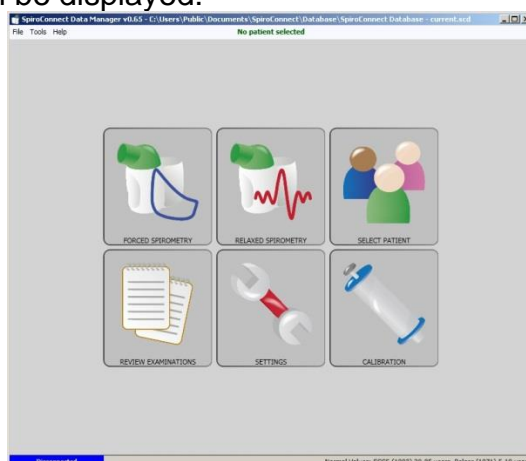 be displayed.
SpiroConnect Data Manager v0.65 - C:\Users\Public\Documents\SpiroConnect\Database\SpiroConnect Database - current.scd
File Tools Help
No patient selected
FORCED SPIROMETRY
RELAXED SPIROMETRY
SELECT PATIENT
REVIEW EXAMINATIONS
SETTINGS
CALIBRATION